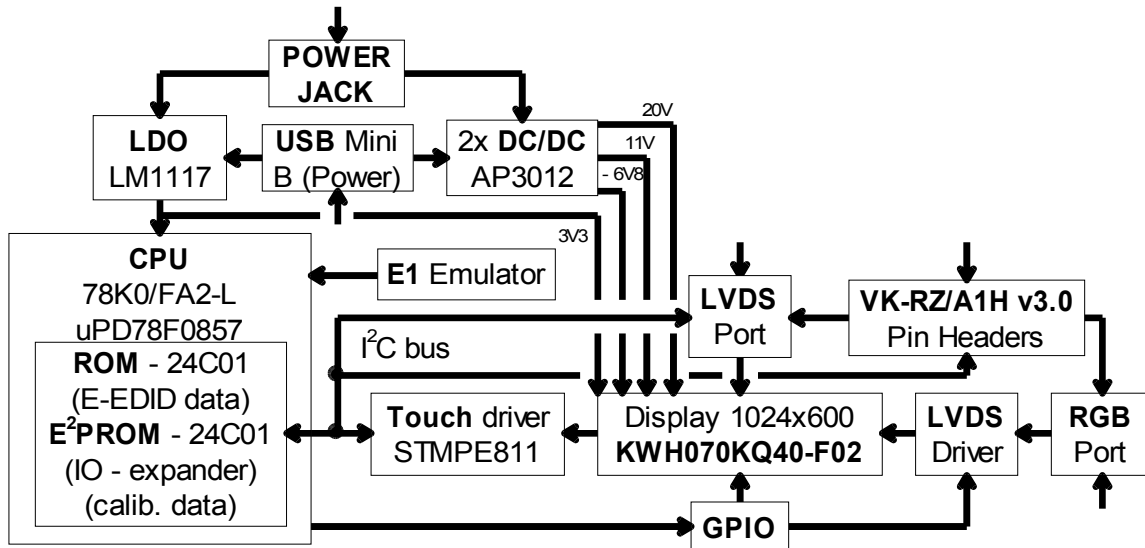 POWER
JACK
LDO
LM1117
USB Mini
B (Power)
2x DC/DC
AP3012
20V
11V
- 6V8
3V3
CPU
78K0/FA2-L
uPD78F0857
ROM - 24C01
(E-EDID data)
E²PROM - 24C01
(IO - expander)
(calib. data)
E1 Emulator
I²C bus
LVDS
Port
VK-RZ/A1H v3.0
Pin Headers
Touch driver
STMPE811
Display 1024x600
KWH070KQ40-F02
LVDS
Driver
RGB
Port
GPIO